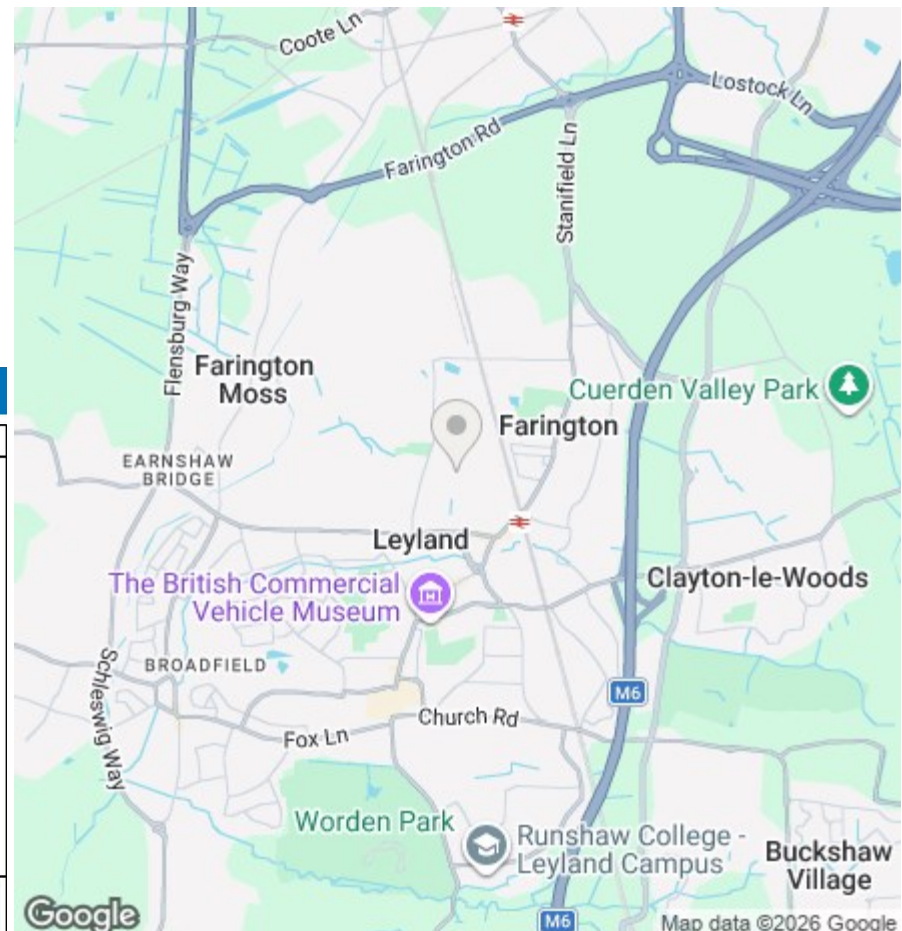 Coote Ln
Lostock Ln
Farington Rd
Stanifield Ln
Flensburg Way
Farington
Moss
Cuerden Valley Park
Farington
EARNSHAW
BRIDGE
Leyland
Clayton-le-Woods
The British Commercial
Vehicle Museum
BROADFIELD
Schleswig Way
M6
Church Rd
Fox Ln
Worden Park
Runshaw College -
Leyland Campus
Buckshaw
Village
Google
M6
Map data ©2026 Google